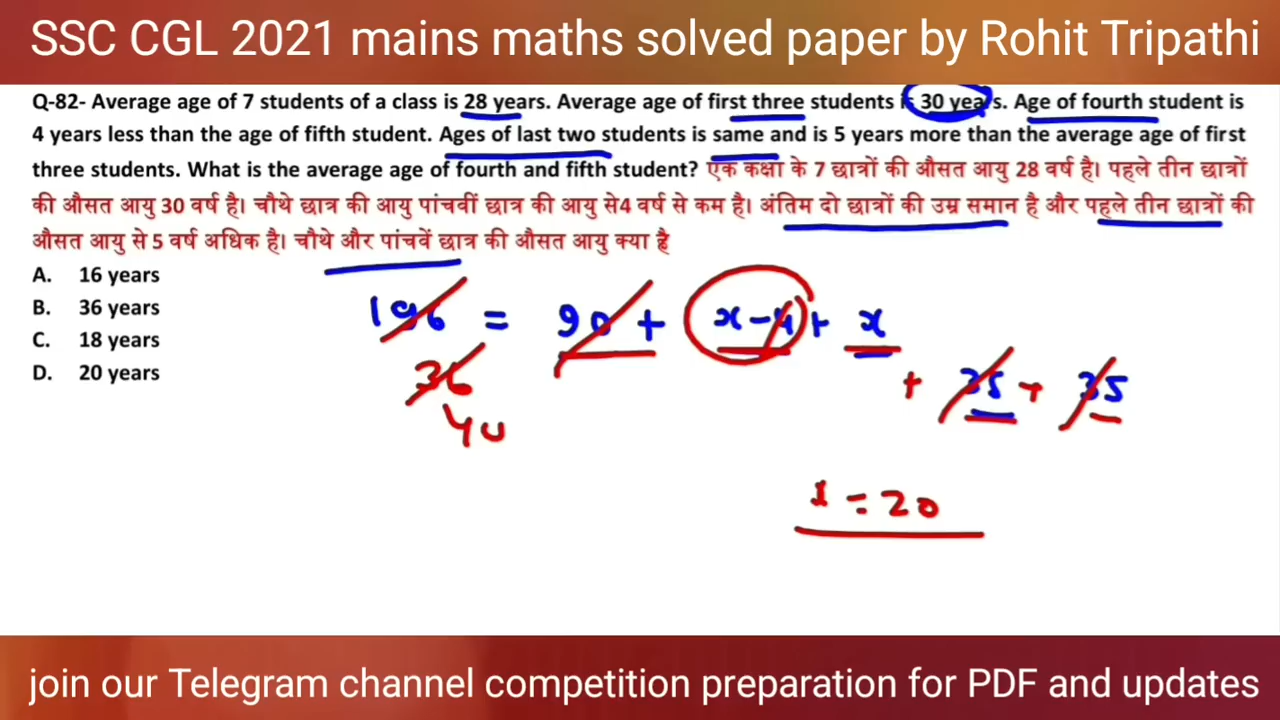 SSC CGL 2021 mains maths solved paper by Rohit Tripathi
Q-82- Average age of 7 students of a class is 28 years. Average age of first three students is 30 years. Age of fourth student is
4 years less than the age of fifth student. Ages of last two students is same and is 5 years more than the average age of first
three students. What is the average age of fourth and fifth student? एक कक्षा के 7 छात्रों की औसत आयु 28 वर्ष है। पहले तीन छात्रों
की औसत आयु 30 वर्ष है। चौथे छात्र की आयु पांचवीं छात्र की आयु से4 वर्ष से कम है। अंतिम दो छात्रों की उम्र समान है और पहले तीन छात्रों की
औसत आयु से 5 वर्ष अधिक है। चौथे और पांचवें छात्र की औसत आयु क्या है
A. 16 years
B. 36 years
C. 18 years
D. 20 years
196 = 90 + x-4 + x
36 + 35 + 35
40
x = 20
join our Telegram channel competition preparation for PDF and updates